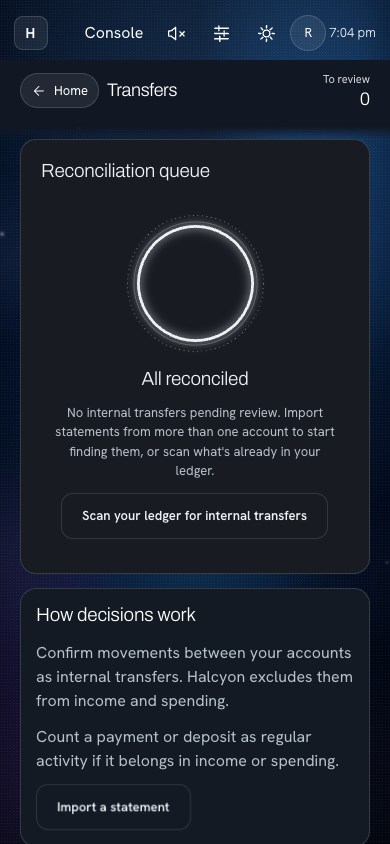 H
Console
R
7:04 pm
Home
Transfers
To review
0
Reconciliation queue
All reconciled
No internal transfers pending review. Import
statements from more than one account to start
finding them, or scan what's already in your
ledger.
Scan your ledger for internal transfers
How decisions work
Confirm movements between your accounts
as internal transfers. Halcyon excludes them
from income and spending.
Count a payment or deposit as regular
activity if it belongs in income or spending.
Import a statement